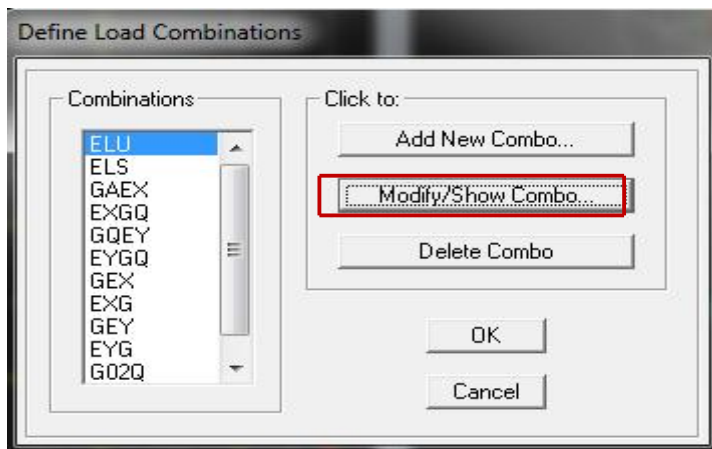 Define Load Combinations
Combinations
ELU
ELS
GAEX
EXGQ
GQEY
EYGQ
GEX
EXG
GEY
EYG
G02Q
Click to:
Add New Combo...
Modify/Show Combo...
Delete Combo
OK
Cancel